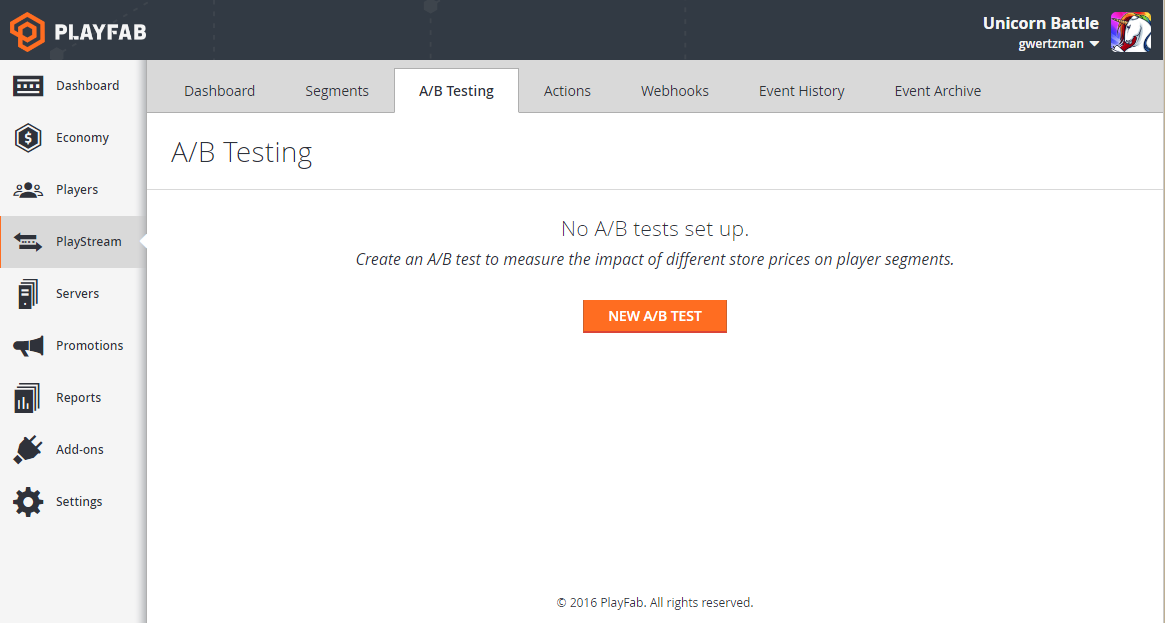 PLAYFAB
Unicorn Battle
gwertzman
Dashboard
Economy
Players
PlayStream
Servers
Promotions
Reports
Add-ons
Settings
Dashboard Segments A/B Testing Actions Webhooks Event History Event Archive
A/B Testing
No A/B tests set up.
Create an A/B test to measure the impact of different store prices on player segments.
NEW A/B TEST
© 2016 PlayFab. All rights reserved.